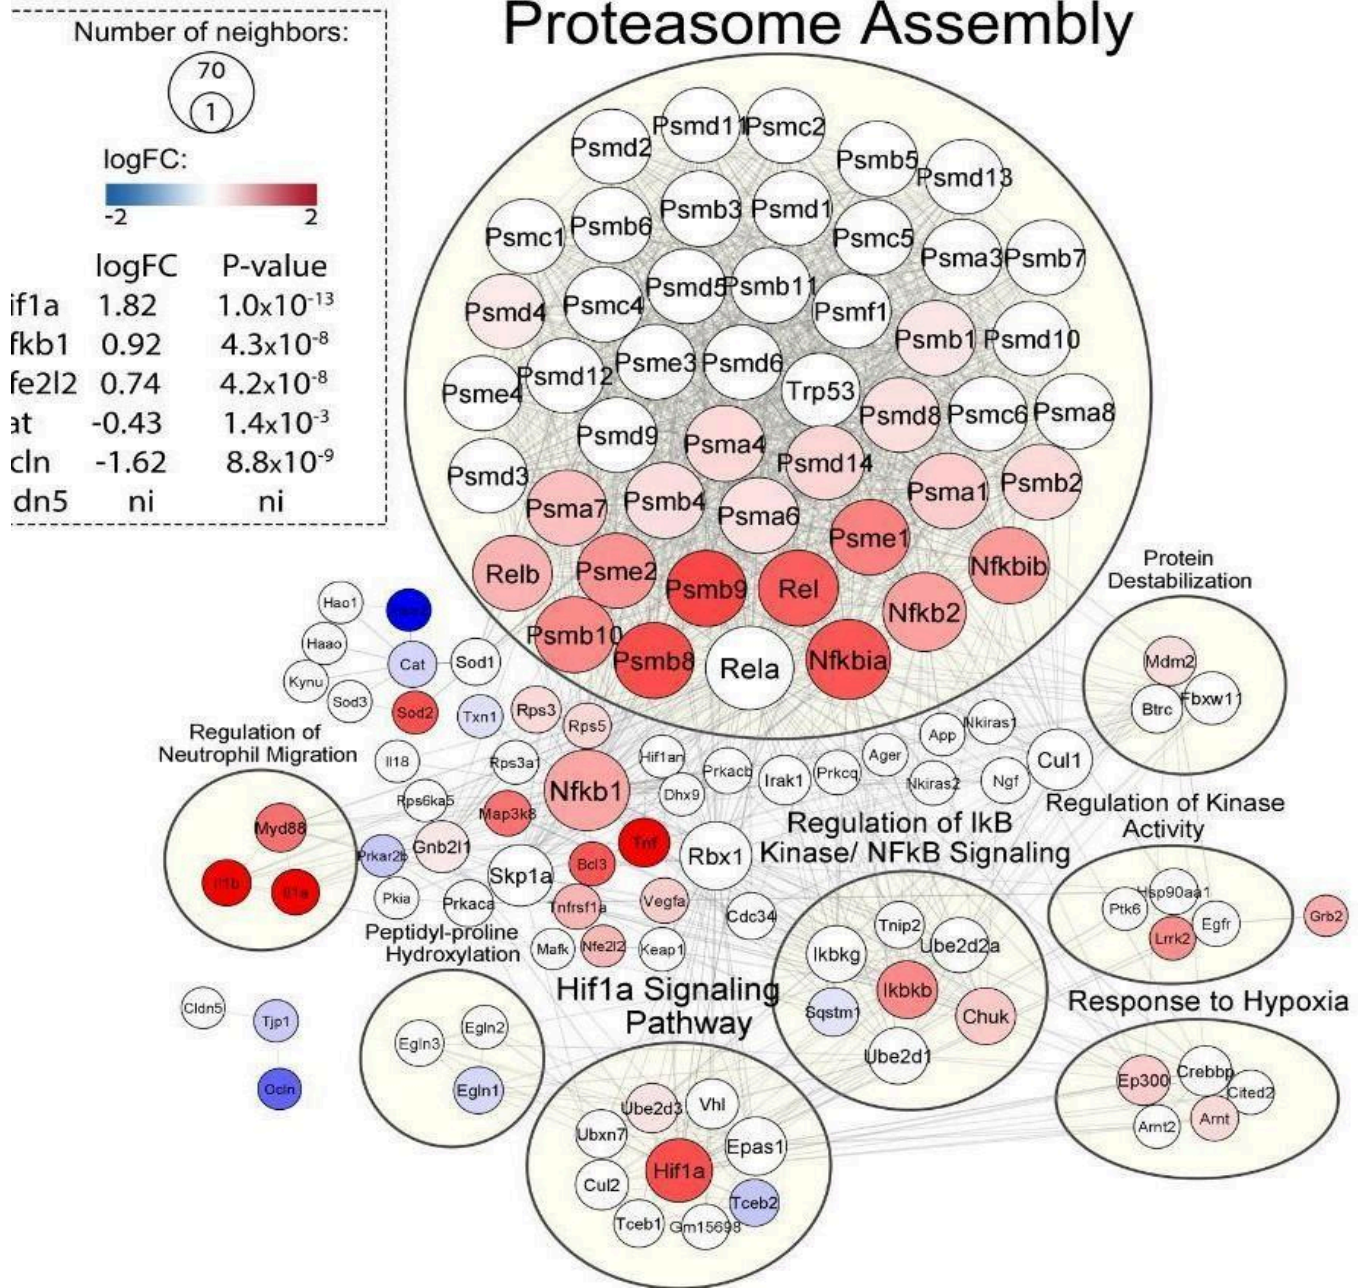 Proteasome Assembly
Number of neighbors:
70
1
logFC:
-2 2
logFC P-value
if1a 1.82 1.0x10-13
fkb1 0.92 4.3x10-8
fe2l2 0.74 4.2x10-8
at -0.43 1.4x10-3
cln -1.62 8.8x10-9
dn5 ni ni
Psmd2 Psmd11 Psmc2
Psmb5 Psmd13
Psmc1 Psmb6 Psmb3 Psmd1 Psmc5 Psma3 Psmb7
Psmd4 Psmc4 Psmd5 Psmb11 Psmf1 Psmb1 Psmd10
Psme4 Psmd12 Psme3 Psmd6 Trp53 Psmd8 Psmc6 Psma8
Psmd3 Psmd9 Psma4 Psmd14 Psma1 Psmb2
Psma7 Psmb4 Psma6 Psme1
Relb Psme2 Psmb9 Rel Nfkb2 Nfkbib
Psmb10 Psmb8 Rela Nfkbia
Protein
Destabilization
Mdm2
Btrc Fbxw11
Hao1
Haao Cat Sod1
Kynu Sod3 Sod2 Txn1 Rps3 Rps5
Regulation of
Neutrophil Migration
Myd88
Il1b Il1a
Il18 Rps3a1 Nfkb1 Hif1an Prkacb Irak1 Prkcq Ager App Nkiras1
Nkiras2 Ngf Cul1
Rps6ka5 Map3k8 Dhx9
Prkar2b Gnb2l1 Skp1a Bcl3 Tnf Rbx1
Pkia Prkaca Tnfrsf1a Vegfa Cdc34
Mafk Nfe2l2 Keap1
Regulation of IkB
Kinase/ NFkB Signaling
Tnip2
Ikbkg Ube2d2a
Ikbkb
Sqstm1 Chuk
Ube2d1
Regulation of Kinase
Activity
Hsp90aa1
Ptk6 Egfr
Lrrk2
Grb2
Peptidyl-proline
Hydroxylation
Egln2
Egln3
Egln1
Cldn5
Tjp1
Ocln
Hif1a Signaling
Pathway
Ube2d3 Vhl
Ubxn7 Epas1
Hif1a
Cul2 Tceb2
Tceb1 Gm15698
Response to Hypoxia
Ep300 Crebbp Cited2
Arnt2 Arnt